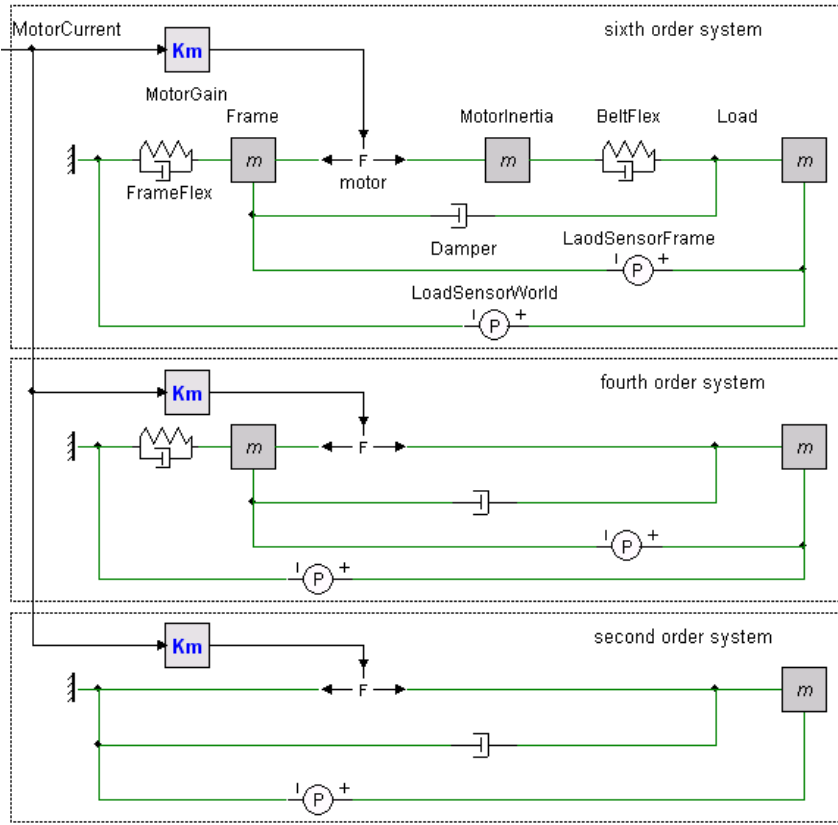 sixth order system
MotorCurrent
Km
MotorGain
Frame
MotorInertia
BeltFlex
Load
m
F
m
m
FrameFlex
motor
Damper
LaodSensorFrame
P
+
LoadSensorWorld
P
+
fourth order system
Km
m
F
m
P
+
P
+
second order system
Km
F
m
P
+